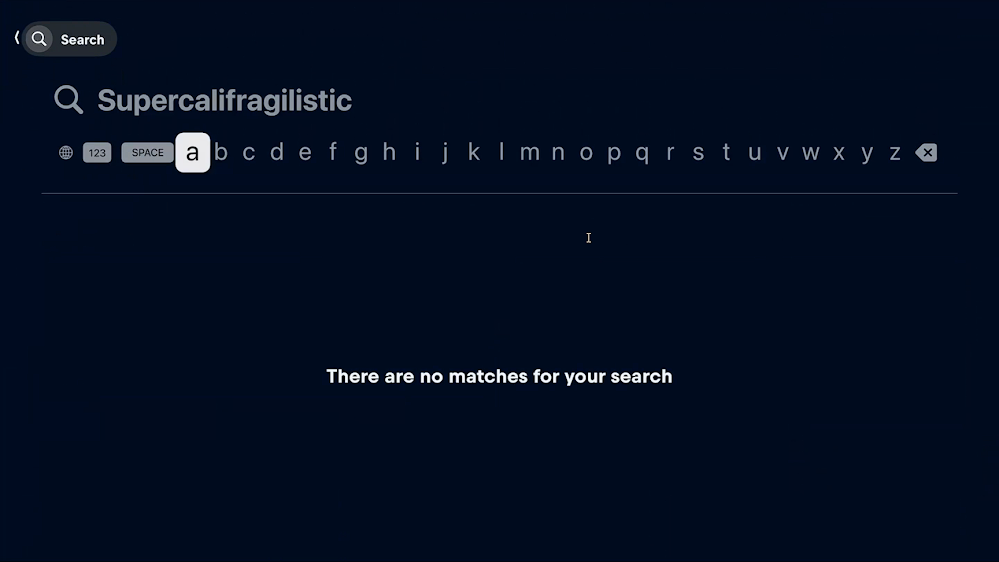 Search
Supercalifragilistic
123 SPACE a b c d e f g h i j k l m n o p q r s t u v w x y z
There are no matches for your search